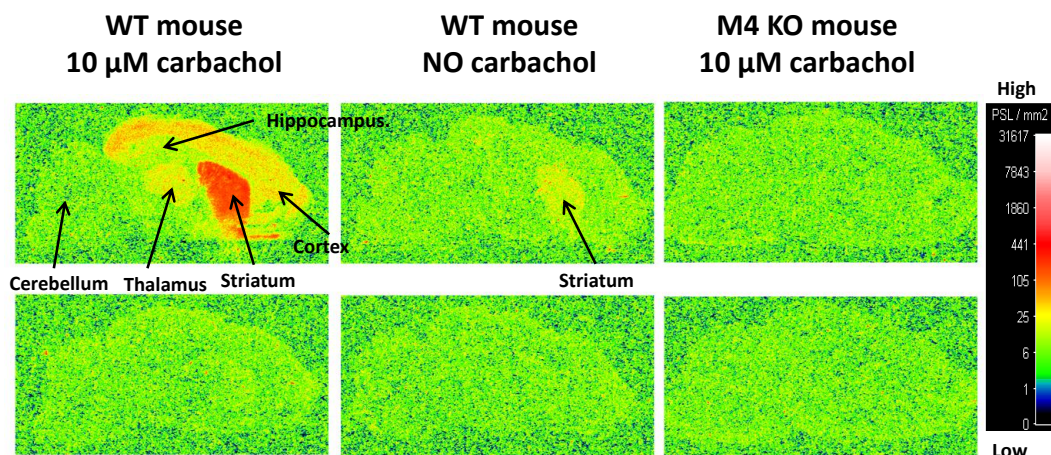 WT mouse
10 µM carbachol
WT mouse
NO carbachol
M4 KO mouse
10 µM carbachol
High
PSL / mm2
31617
7843
1860
441
105
25
6
1
0
Low
Hippocampus.
Cortex
Cerebellum
Thalamus
Striatum
Striatum